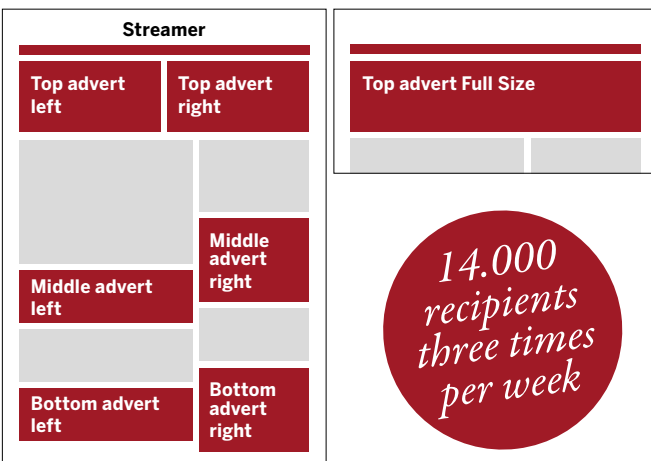 Streamer
Top advert
left
Top advert
right
Middle
advert
right
Middle advert
left
Bottom advert
left
Bottom
advert
right
Top advert Full Size
14.000
recipients
three times
per week